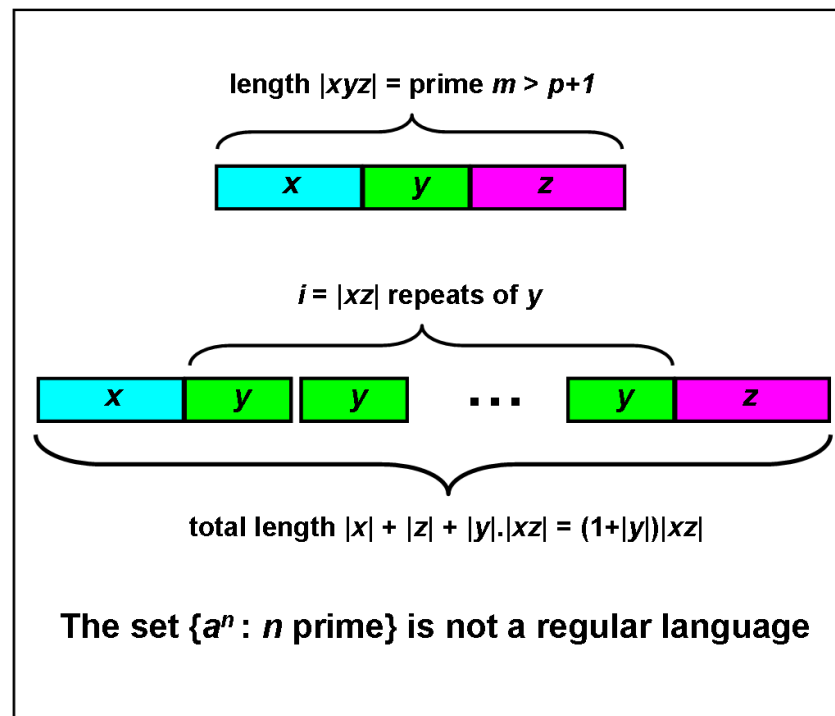 length |xyz| = prime m > p+1
x y z
i = |xz| repeats of y
x y y ... y z
total length |x| + |z| + |y|.|xz| = (1+|y|)|xz|
The set {aⁿ : n prime} is not a regular language